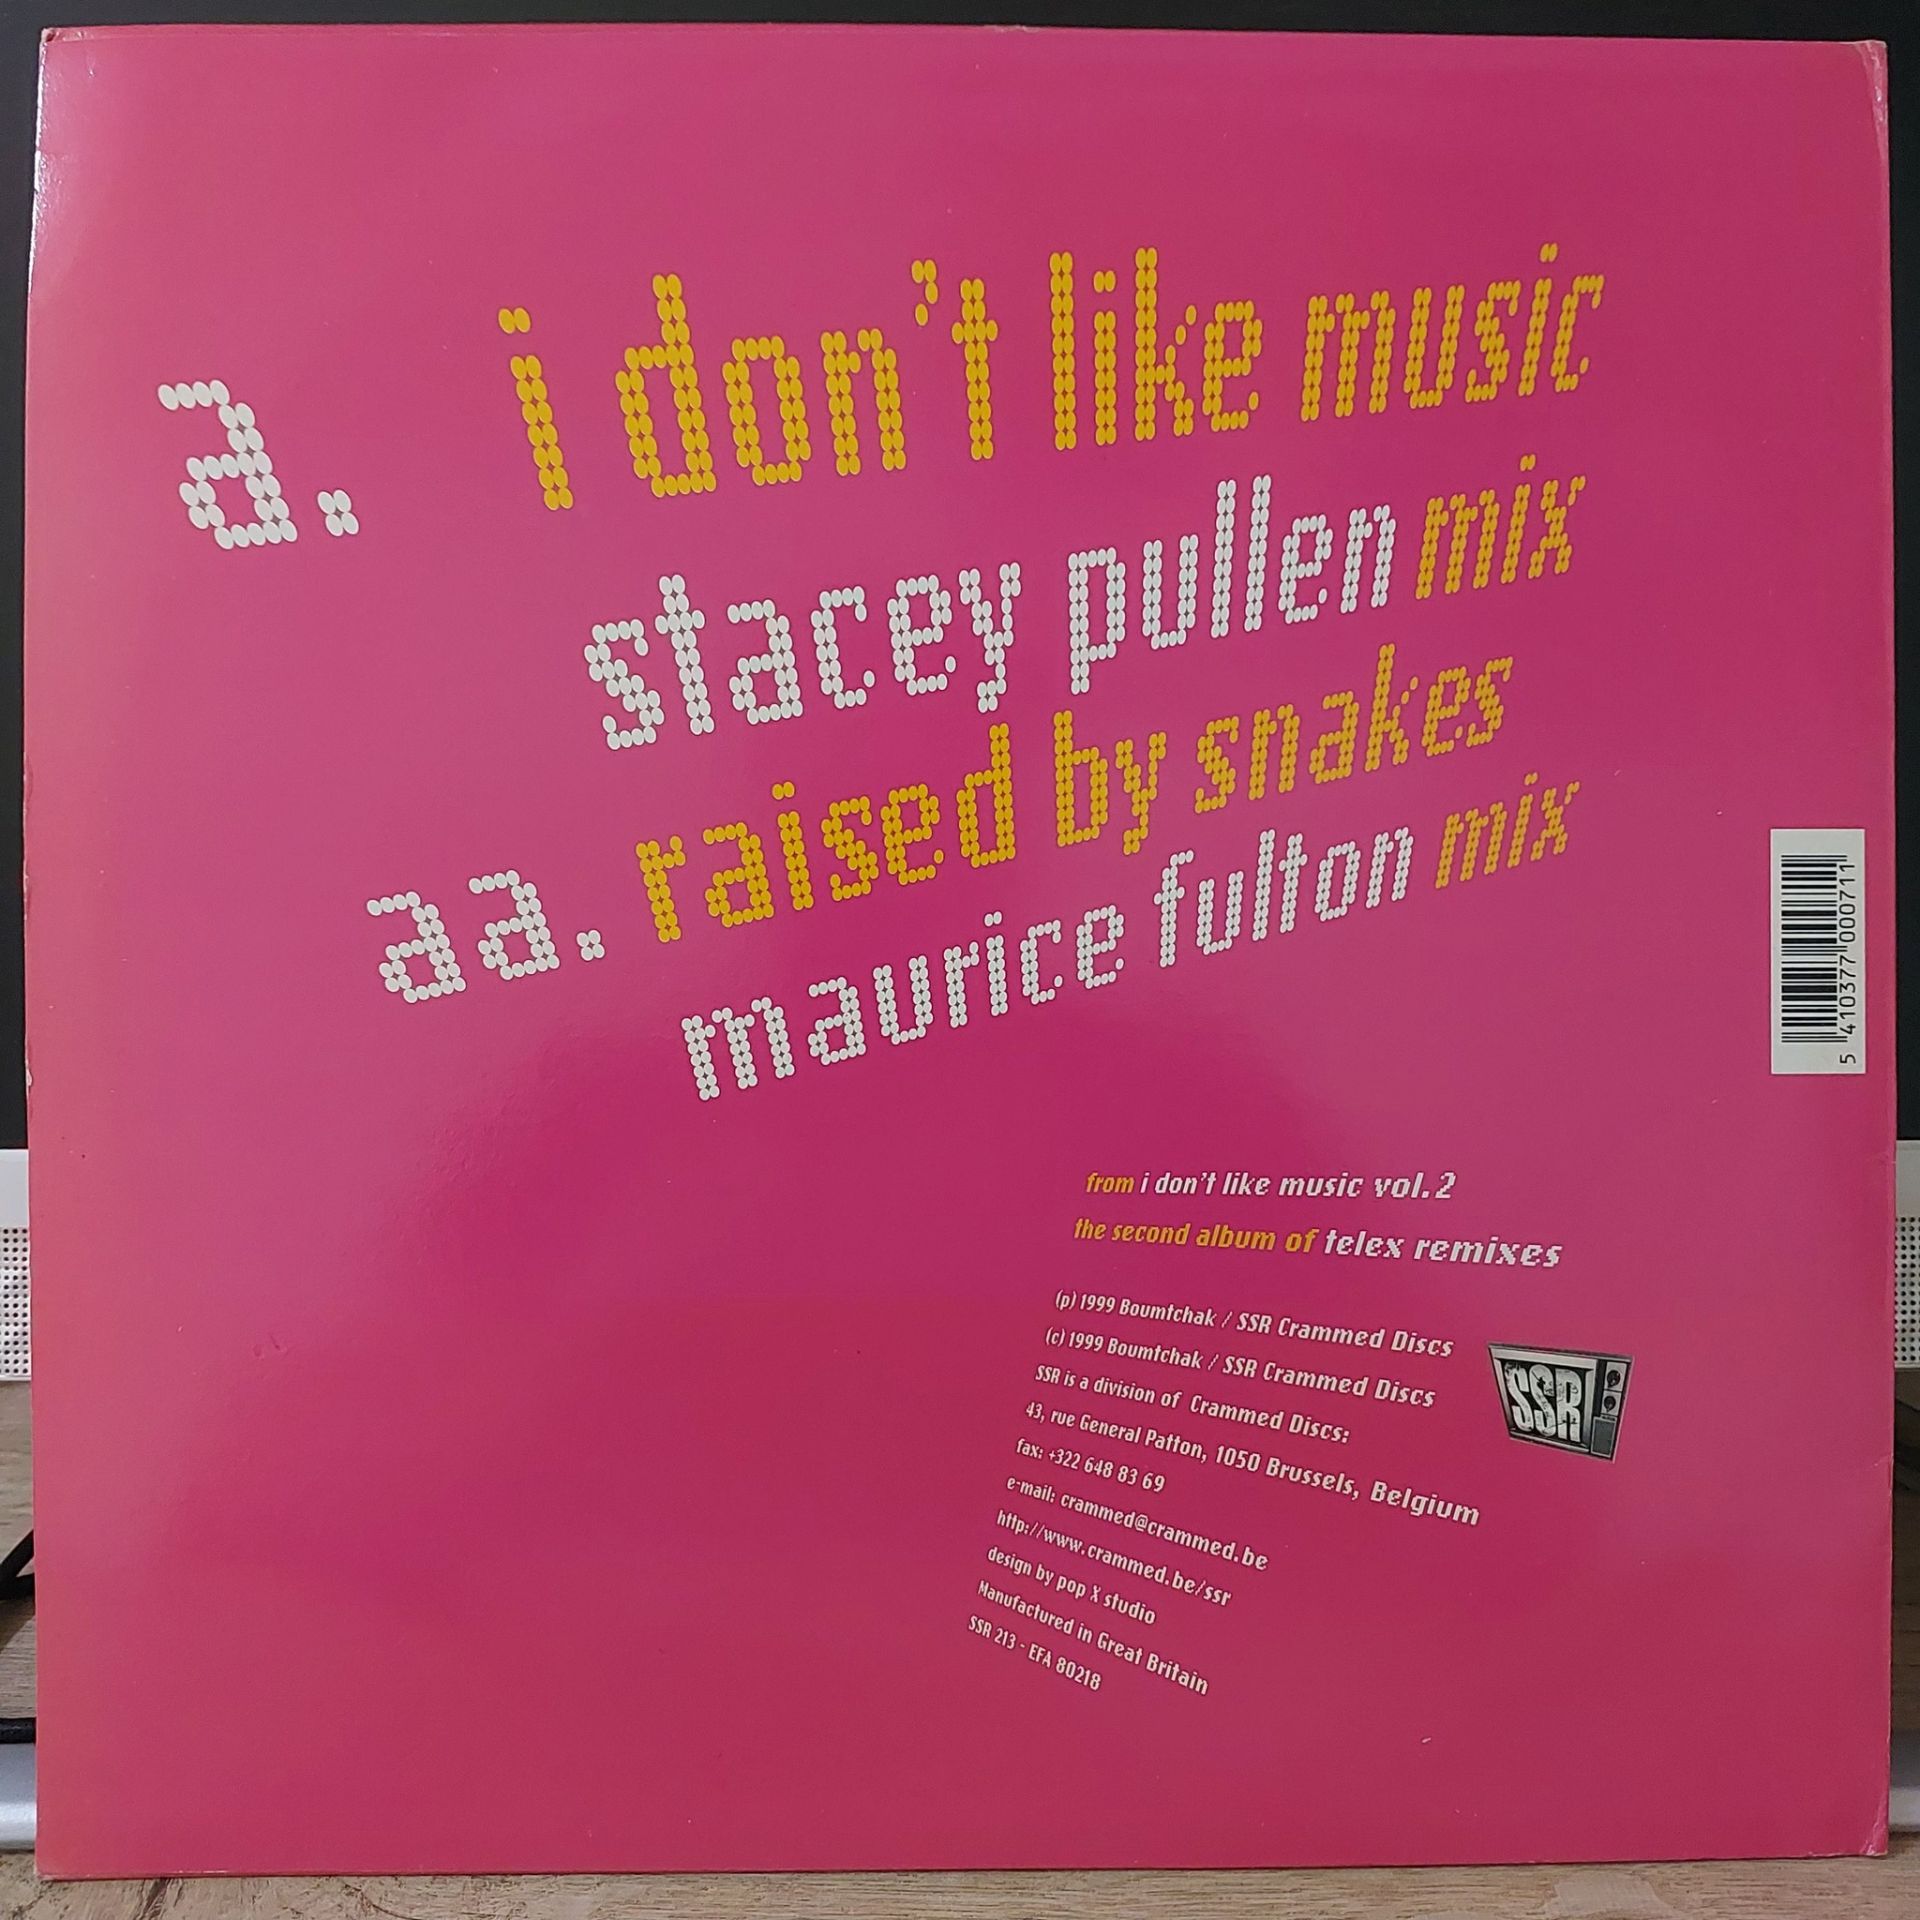 a. i don't like music
stacey pullen mix
aa. raised by snakes
maurice fulton mix
5 410377 000711
from i don't like music vol. 2
the second album of telex remixes
(p) 1999 Boumtchak / SSR Crammed Discs
(c) 1999 Boumtchak / SSR Crammed Discs
SSR is a division of Crammed Discs:
43, rue General Patton, 1050 Brussels, Belgium
fax: +322 648 83 69
e-mail: crammed@crammed.be
http://www.crammed.be/ssr
design by pop X studio
Manufactured in Great Britain
SSR 213 - EFA 80218
SSR